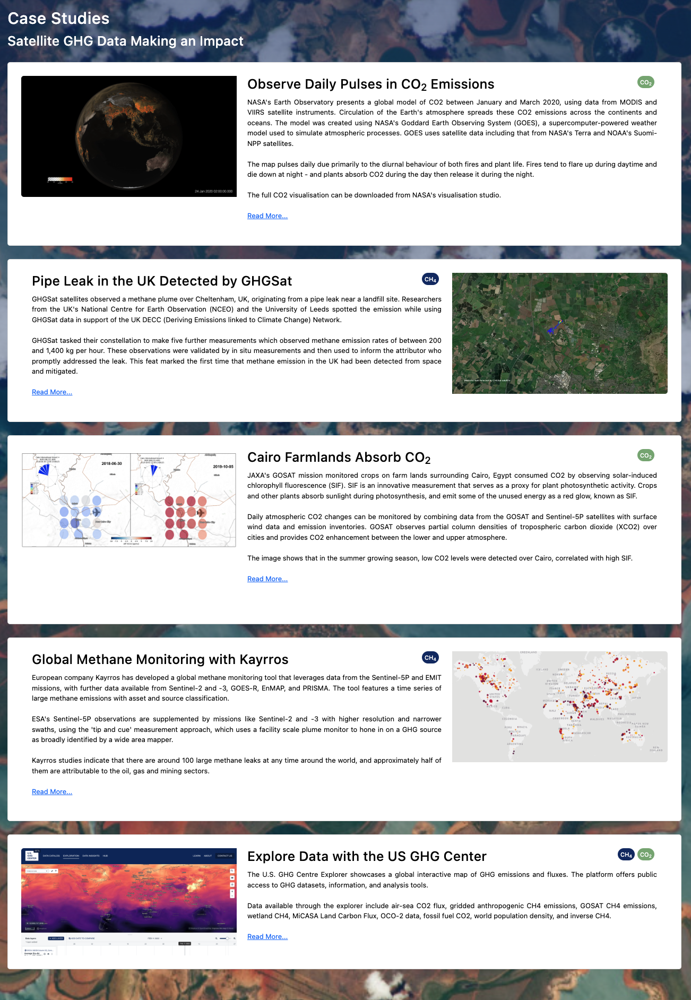 Case Studies
Satellite GHG Data Making an Impact
24 Jan 2020 02:00:00.000
Observe Daily Pulses in CO₂ Emissions
CO₂
NASA's Earth Observatory presents a global model of CO2 between January and March 2020, using data from MODIS and
VIIRS satellite instruments. Circulation of the Earth's atmosphere spreads these CO2 emissions across the continents and
oceans. The model was created using NASA's Goddard Earth Observing System (GOES), a supercomputer-powered weather
model used to simulate atmospheric processes. GOES uses satellite data including that from NASA's Terra and NOAA's Suomi-
NPP satellites.
The map pulses daily due primarily to the diurnal behaviour of both fires and plant life. Fires tend to flare up during daytime and
die down at night - and plants absorb CO2 during the day then release it during the night.
The full CO2 visualisation can be downloaded from NASA's visualisation studio.
Read More...
Pipe Leak in the UK Detected by GHGSat
CH₄
GHGSat satellites observed a methane plume over Cheltenham, UK, originating from a pipe leak near a landfill site. Researchers
from the UK's National Centre for Earth Observation (NCEO) and the University of Leeds spotted the emission while using
GHGSat data in support of the UK DECC (Deriving Emissions linked to Climate Change) Network.
GHGSat tasked their constellation to make five further measurements which observed methane emission rates of between 200
and 1,400 kg per hour. These observations were validated by in situ measurements and then used to inform the attributor who
promptly addressed the leak. This feat marked the first time that methane emission in the UK had been detected from space
and mitigated.
Read More...
Methane leak detected by GHGSat satellite
2018-06-30
2019-10-05
Cairo Farmlands Absorb CO₂
CO₂
JAXA's GOSAT mission monitored crops on farm lands surrounding Cairo, Egypt consumed CO2 by observing solar-induced
chlorophyll fluorescence (SIF). SIF is an innovative measurement that serves as a proxy for plant photosynthetic activity. Crops
and other plants absorb sunlight during photosynthesis, and emit some of the unused energy as a red glow, known as SIF.
Daily atmospheric CO2 changes can be monitored by combining data from the GOSAT and Sentinel-5P satellites with surface
wind data and emission inventories. GOSAT observes partial column densities of tropospheric carbon dioxide (XCO2) over
cities and provides CO2 enhancement between the lower and upper atmosphere.
The image shows that in the summer growing season, low CO2 levels were detected over Cairo, correlated with high SIF.
Read More...
Global Methane Monitoring with Kayrros
CH₄
European company Kayrros has developed a global methane monitoring tool that leverages data from the Sentinel-5P and EMIT
missions, with further data available from Sentinel-2 and -3, GOES-R, EnMAP, and PRISMA. The tool features a time series of
large methane emissions with asset and source classification.
ESA's Sentinel-5P observations are supplemented by missions like Sentinel-2 and -3 with higher resolution and narrower
swaths, using the 'tip and cue' measurement approach, which uses a facility scale plume monitor to hone in on a GHG source
as broadly identified by a wide area mapper.
Kayrros studies indicate that there are around 100 large methane leaks at any time around the world, and approximately half of
them are attributable to the oil, gas and mining sectors.
Read More...
GREENLAND
ICELAND
SWEDEN
NORWAY
RUSSIA
UNITED KINGDOM
BELARUS
FRANCE
UKRAINE
SPAIN
ITALY
TURKEY
UNITED STATES
CHINA
JAPAN
MEXICO
CUBA
MALI
NEPAL
PHILIPPINES
COLOMBIA
CAMEROON
KENYA
MALDIVES
MALAYSIA
TANZANIA
INDONESIA
PAPUA NEW GUINEA
PERU
BRAZIL
BOLIVIA
PARAGUAY
MADAGASCAR
SOUTH AFRICA
AUSTRALIA
ARGENTINA
NEW ZEALAND
U.S. GHG CENTER
BETA
DATA CATALOG
EXPLORATION
DATA INSIGHTS
HUB
LEARN
ABOUT
CONTACT US
Data layers
+ ADD LAYER
ADD DATE TO COMPARE
FEB 11 2020
Explore Data with the US GHG Center
CH₄
CO₂
The U.S. GHG Centre Explorer showcases a global interactive map of GHG emissions and fluxes. The platform offers public
access to GHG datasets, information, and analysis tools.
Data available through the explorer include air-sea CO2 flux, gridded anthropogenic CH4 emissions, GOSAT CH4 emissions,
wetland CH4, MiCASA Land Carbon Flux, OCO-2 data, fossil fuel CO2, world population density, and inverse CH4.
Read More...